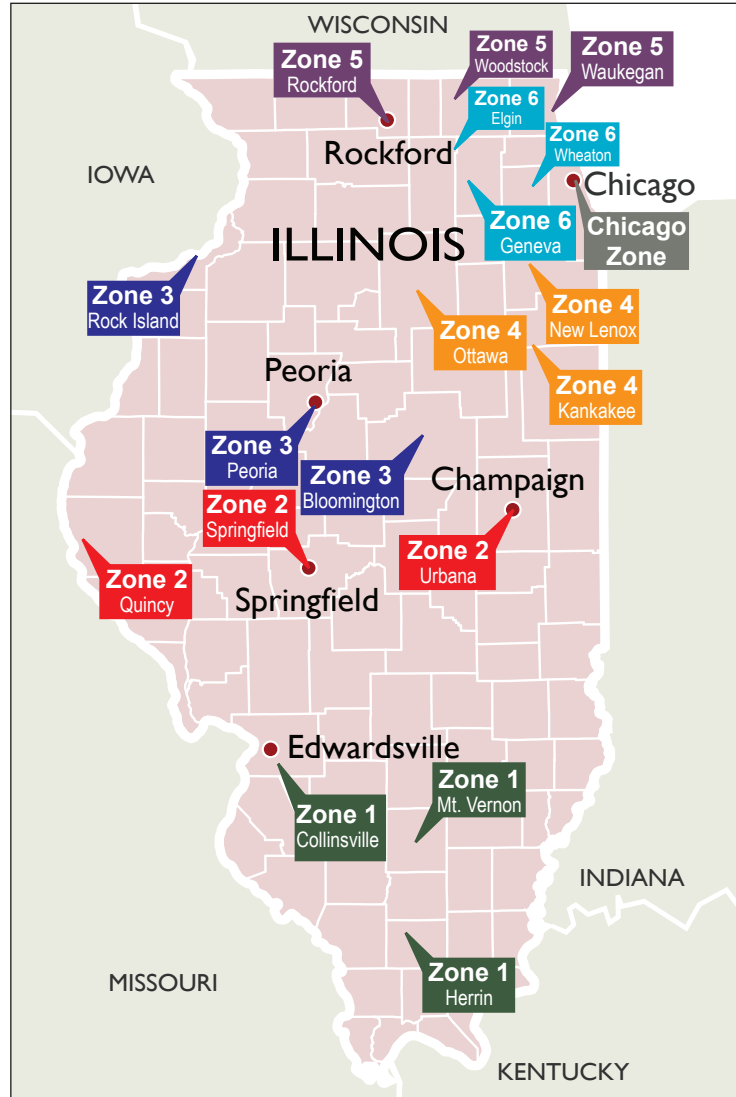 WISCONSIN
Zone 5
Rockford
Zone 5
Woodstock
Zone 5
Waukegan
Zone 6
Elgin
Zone 6
Wheaton
Rockford
IOWA
Chicago
Zone 6
Geneva
Chicago
Zone
ILLINOIS
Zone 3
Rock Island
Zone 4
New Lenox
Zone 4
Ottawa
Peoria
Zone 4
Kankakee
Zone 3
Peoria
Zone 3
Bloomington
Champaign
Zone 2
Springfield
Zone 2
Urbana
Zone 2
Quincy
Springfield
Edwardsville
Zone 1
Mt. Vernon
Zone 1
Collinsville
INDIANA
MISSOURI
Zone 1
Herrin
KENTUCKY